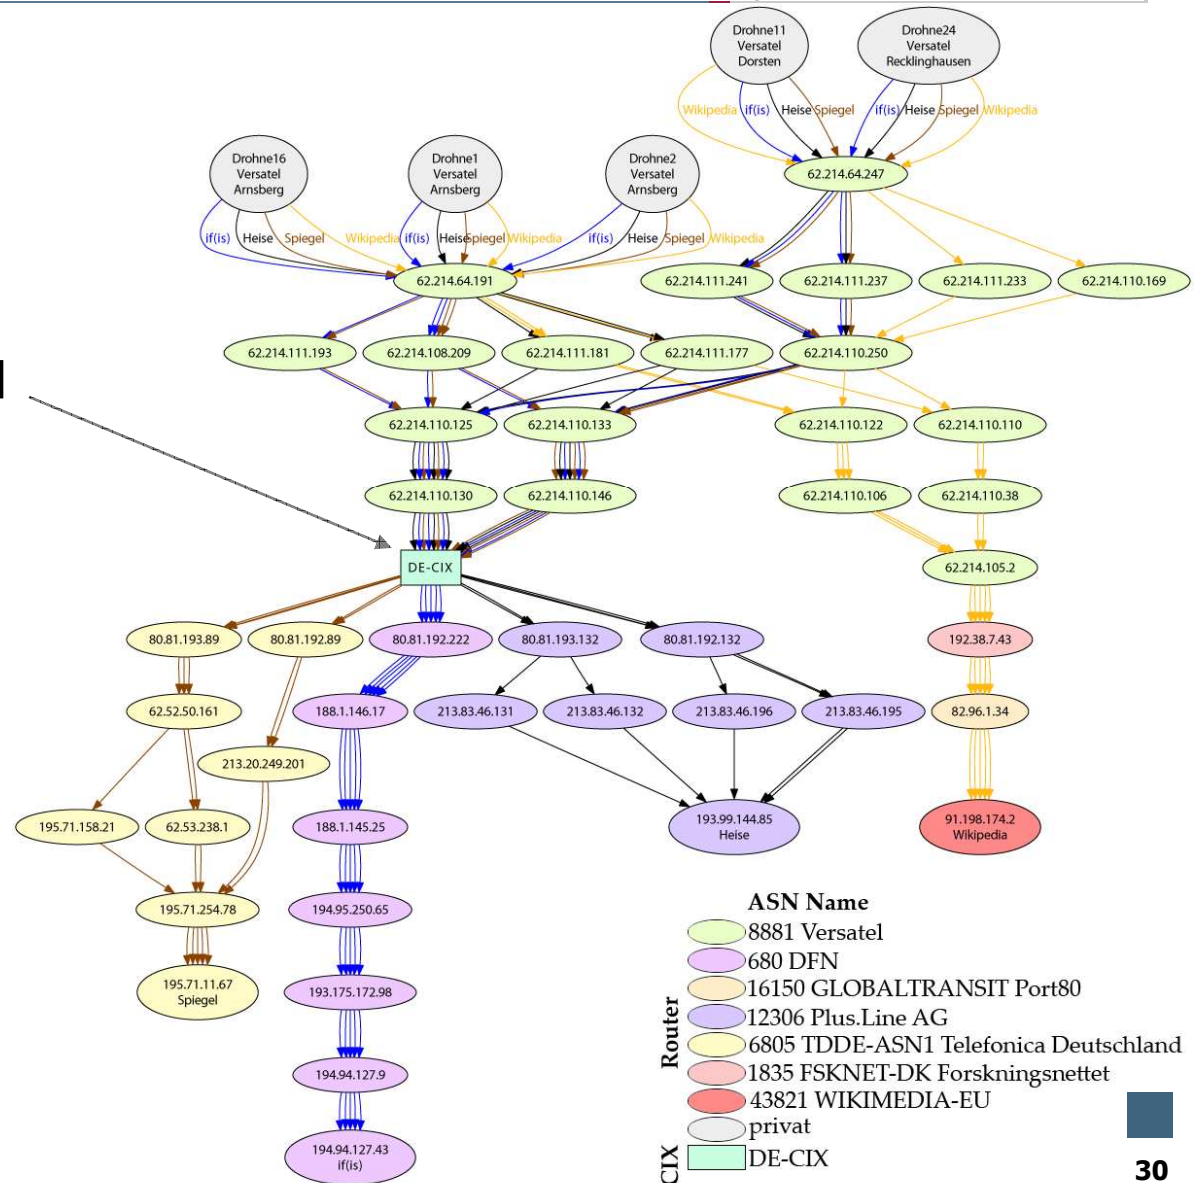 Drohne11
Versatel
Dorsten
Drohne24
Versatel
Recklinghausen
Wikipedia if(is) Heise Spiegel if(is) Heise Spiegel Wikipedia
Drohne16
Versatel
Arnsberg
Drohne1
Versatel
Arnsberg
Drohne2
Versatel
Arnsberg
62.214.64.247
if(is) Heise Spiegel Wikipedia if(is) Heise Spiegel Wikipedia if(is) Heise Spiegel Wikipedia
62.214.64.191 62.214.111.241 62.214.111.237 62.214.111.233 62.214.110.169
62.214.111.193 62.214.108.209 62.214.111.181 62.214.111.177 62.214.110.250
62.214.110.125 62.214.110.133 62.214.110.122 62.214.110.110
62.214.110.130 62.214.110.146 62.214.110.106 62.214.110.38
DE-CIX 62.214.105.2
80.81.193.89 80.81.192.89 80.81.192.222 80.81.193.132 80.81.192.132 192.38.7.43
62.52.50.161 188.1.146.17 213.83.46.131 213.83.46.132 213.83.46.196 213.83.46.195 82.96.1.34
213.20.249.201
195.71.158.21 62.53.238.1 188.1.145.25
193.99.144.85
Heise
91.198.174.2
Wikipedia
195.71.254.78 194.95.250.65
195.71.11.67
Spiegel
193.175.172.98
194.94.127.9
194.94.127.43
if(is)
ASN Name
Router
8881 Versatel
680 DFN
16150 GLOBALTRANSIT Port80
12306 Plus.Line AG
6805 TDDE-ASN1 Telefonica Deutschland
1835 FSKNET-DK Forskningsnettet
43821 WIKIMEDIA-EU
privat
CIX
DE-CIX
30